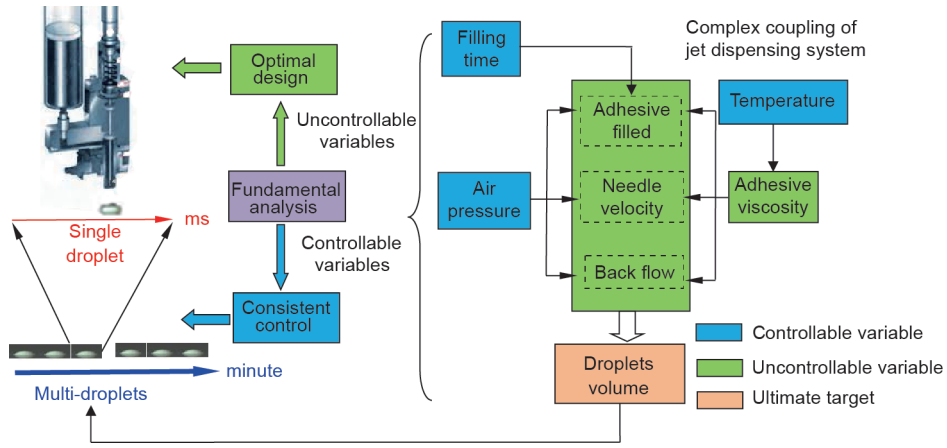 Optimal
design
Uncontrollable
variables
Fundamental
analysis
Controllable
variables
Consistent
control
ms
Single
droplet
minute
Multi-droplets
Filling
time
Complex coupling of
jet dispensing system
Adhesive
filled
Temperature
Air
pressure
Needle
velocity
Adhesive
viscosity
Back flow
Droplets
volume
Controllable variable
Uncontrollable variable
Ultimate target